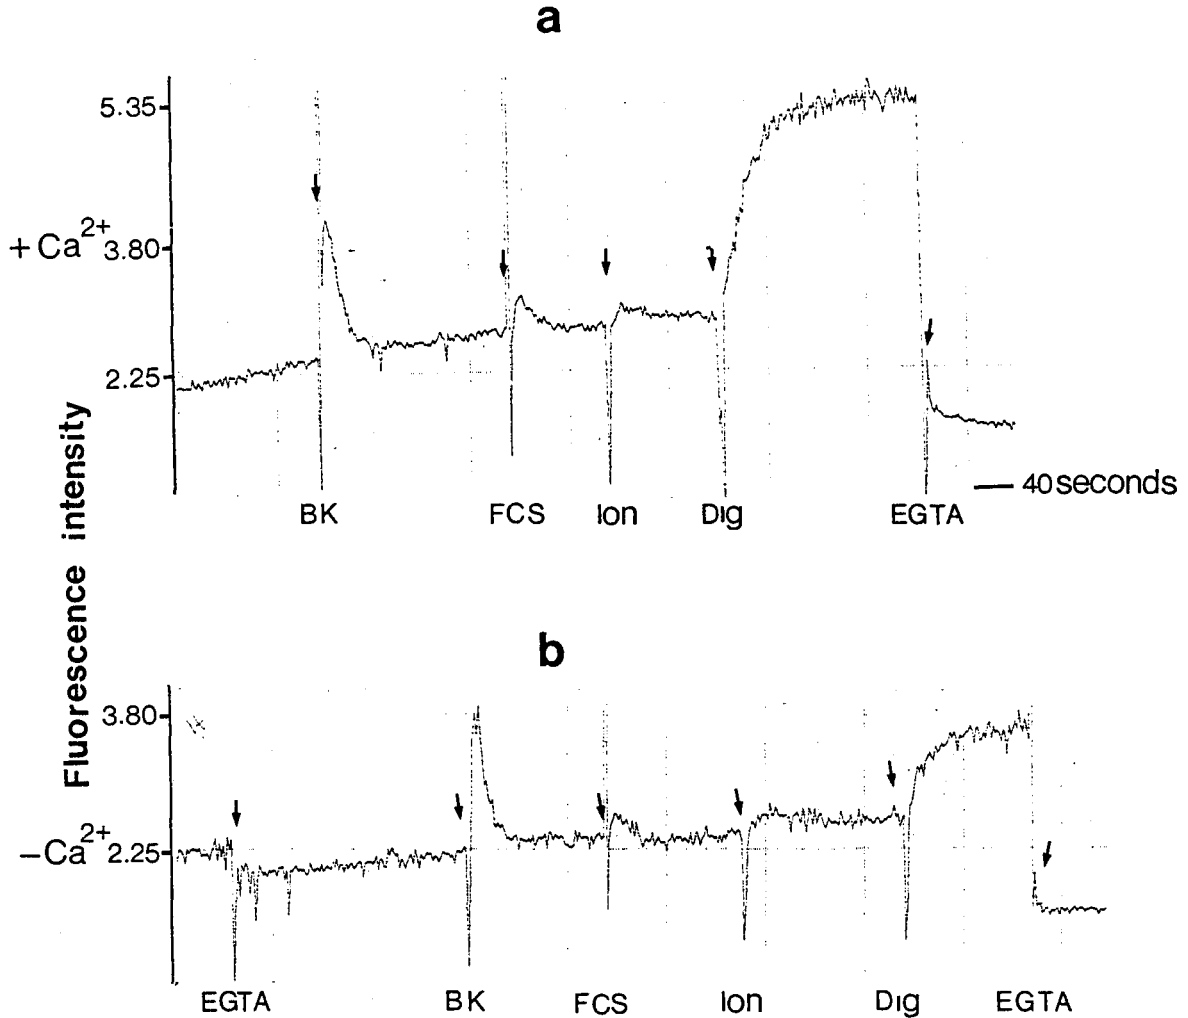 a
5.35
+Ca2+
3.80
2.25
Fluorescence intensity
40 seconds
BK FCS Ion Dig EGTA
b
3.80
-Ca2+
2.25
EGTA BK FCS Ion Dig EGTA